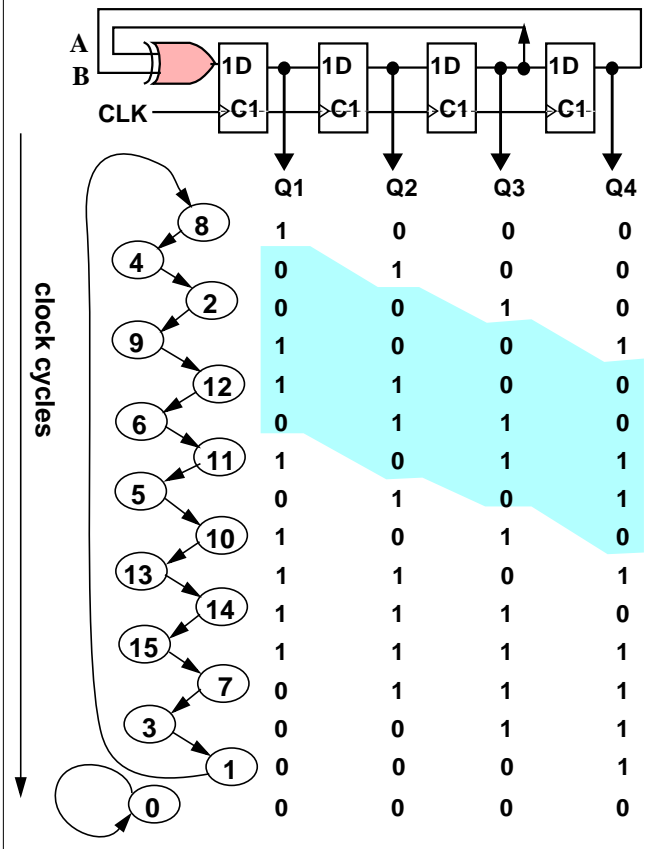 A
B
1D 1D 1D 1D
CLK C1 C1 C1 C1
Q1 Q2 Q3 Q4
8 1 0 0 0
4 0 1 0 0
2 0 0 1 0
9 1 0 0 1
12 1 1 0 0
6 0 1 1 0
11 1 0 1 1
5 0 1 0 1
10 1 0 1 0
13 1 1 0 1
14 1 1 1 0
15 1 1 1 1
7 0 1 1 1
3 0 0 1 1
1 0 0 0 1
0 0 0 0 0
clock cycles